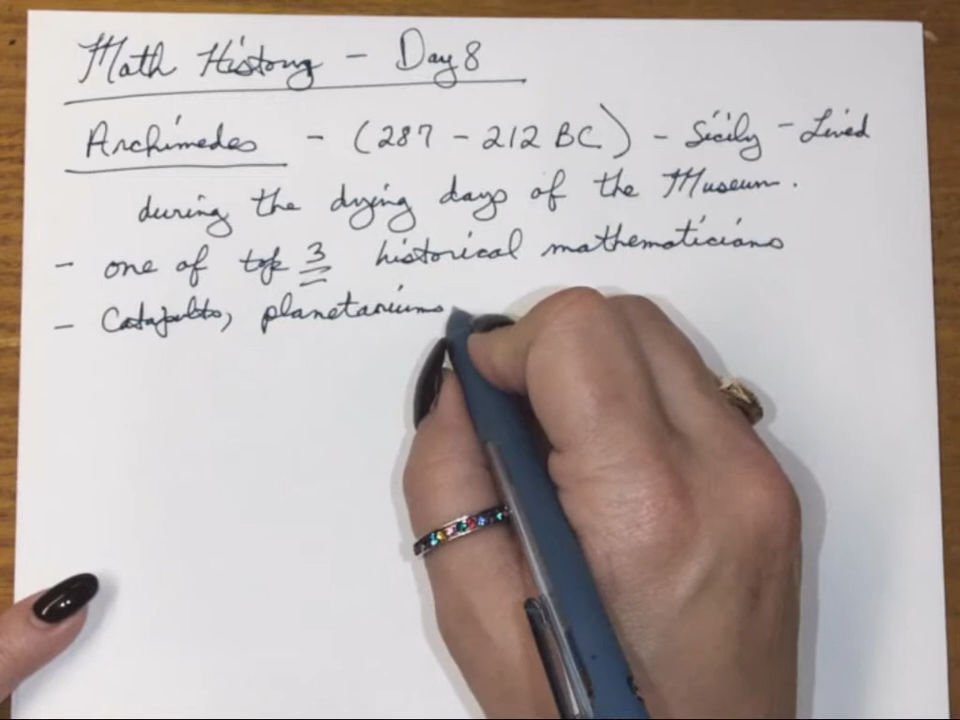 Math History - Day 8
Archimedes - (287 - 212 BC) - Sicily - Lived
during the dying days of the Museum.
- one of top 3 historical mathematicians
- Catapults, planetariums